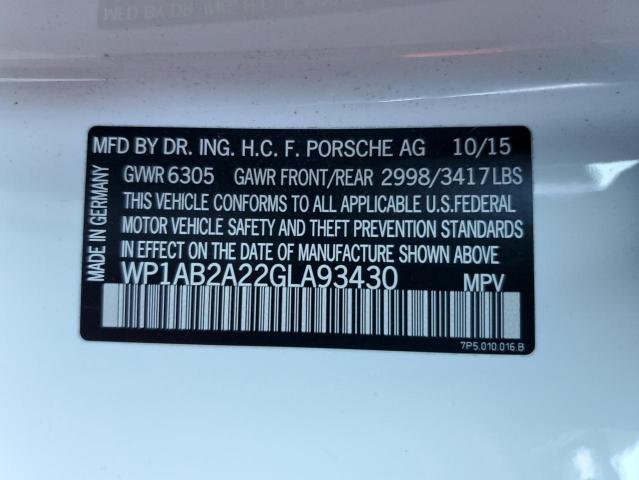 MFD BY DR. ING. H.C. F. PORSCHE AG 10/15
GVWR 6305 GAWR FRONT/REAR 2998/3417LBS
THIS VEHICLE CONFORMS TO ALL APPLICABLE U.S.FEDERAL
MOTOR VEHICLE SAFETY AND THEFT PREVENTION STANDARDS
IN EFFECT ON THE DATE OF MANUFACTURE SHOWN ABOVE
WP1AB2A22GLA93430 MPV
7P5.010.016.B
MADE IN GERMANY